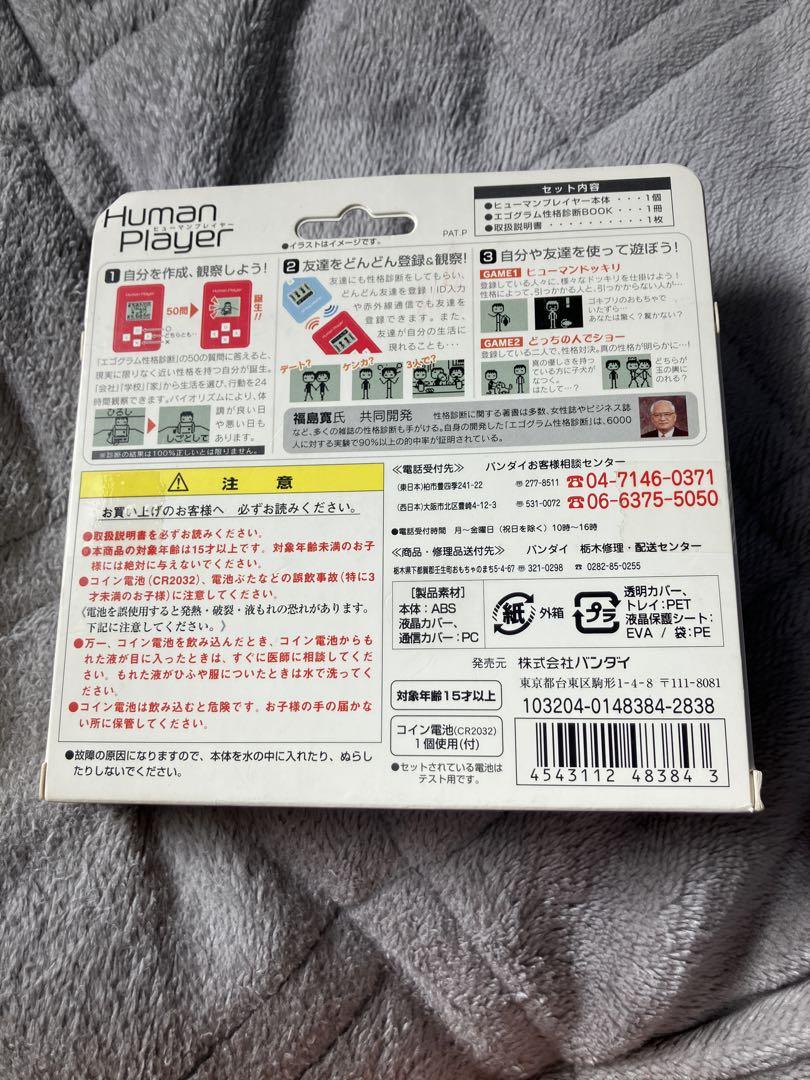 Human Player
ヒューマンプレイヤー
●イラストはイメージです。
PAT.P
セット内容
●ヒューマンプレイヤー本体・・・1個
●エゴグラム性格診断BOOK・・・1冊
●取扱説明書・・・・・・・・・1枚
1 自分を作成、観察しよう!
Human Player
50問
○
どちらとも…
×
Human Player
誕生!!
「エゴグラム性格診断」の50の質問に答えると、
現実に限りなく近い性格を持つ自分が誕生。
「会社」「学校」「家」から生活を選び、行動を24
時間観察できます。バイオリズムにより、体
調が良い日
や悪い日も
あります。
ひるし
しごとして
※診断の結果は100%正しいとは限りません。
2 友達をどんどん登録&観察!
友達にも性格診断をしてもらい、
どんどん友達を登録!ID入力
や赤外線通信でも友達を
登録できます。また、
友達が自分の生活に
現れることも…
デート?
ケンカ?
3人で?
3 自分や友達を使って遊ぼう!
GAME1 ヒューマンドッキリ
登録している人々に、様々なドッキリを仕掛けよう!
性格によって、引っかかる人と、引っかからない人が…
ゴキブリのおもちゃで
いたずら…
あなたは驚く?驚かない?
GAME2 どっちの人でショー
登録している二人で、性格対決。真の性格が明らかに…!
真の優しさを持っ
ている方に子犬が
なつく。
はたして…?
どちらが
玉の輿に
のれる?
福島寛氏 共同開発 性格診断に関する著書は多数、女性誌やビジネス誌
など、多くの雑誌の性格診断も手がける。自身の開発した「エゴグラム性格診断」は、6000
人に対する実験で90%以上の的中率が証明されている。
注意
お買い上げのお客様へ 必ずお読みください。
●取扱説明書を必ずお読みください。
●本商品の対象年齢は15才以上です。対象年齢未満のお子
様には絶対に与えないでください。
●コイン電池(CR2032)、電池ぶたなどの誤飲事故(特に3
才未満のお子様)に注意してください。
《電池を誤使用すると発熱・破裂・液もれの恐れがあります。
下記に注意してください。》
●万一、コイン電池を飲み込んだとき、コイン電池からも
れた液が目に入ったときは、すぐに医師に相談してくだ
さい。もれた液がひふや服についたときは水で洗ってく
ださい。
●コイン電池は飲み込むと危険です。お子様の手の届かな
い所に保管してください。
●故障の原因になりますので、本体を水の中に入れたり、ぬらし
たりしないでください。
≪電話受付先≫ バンダイお客様相談センター
(東日本)柏市豊四季241-22 〒277-8511 ☎04-7146-0371
(西日本)大阪市北区豊崎4-12-3 〒531-0072 ☎06-6375-5050
●電話受付時間 月〜金曜日(祝日を除く)10時〜16時
≪商品・修理品送付先≫ バンダイ 栃木修理・配送センター
栃木県下都賀郡壬生町おもちゃのまち5-4-67 〒321-0298 ☎0282-85-0255
[製品素材]
本体:ABS
液晶カバー、
通信カバー:PC
紙
外箱
プラ
透明カバー、
トレイ:PET
液晶保護シート:
EVA / 袋:PE
発売元 株式会社バンダイ
東京都台東区駒形1-4-8 〒111-8081
対象年齢15才以上
103204-0148384-2838
コイン電池(CR2032)
1個使用(付)
●セットされている電池は
テスト用です。
4543112 48384 3